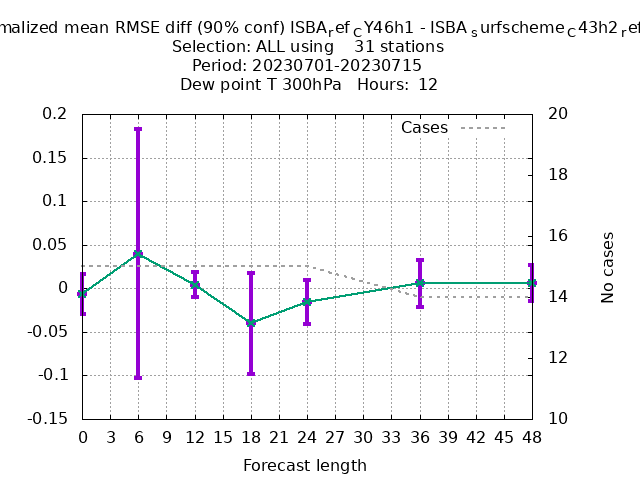 malized mean RMSE diff (90% conf) ISBA_ref_CY46h1 - ISBA_surfscheme_C43h2_ref
Selection: ALL using 31 stations
Period: 20230701-20230715
Dew point T 300hPa Hours: 12
Cases
0.2
0.15
0.1
0.05
0
-0.05
-0.1
-0.15
20
18
16
14
12
10
No cases
0 3 6 9 12 15 18 21 24 27 30 33 36 39 42 45 48
Forecast length